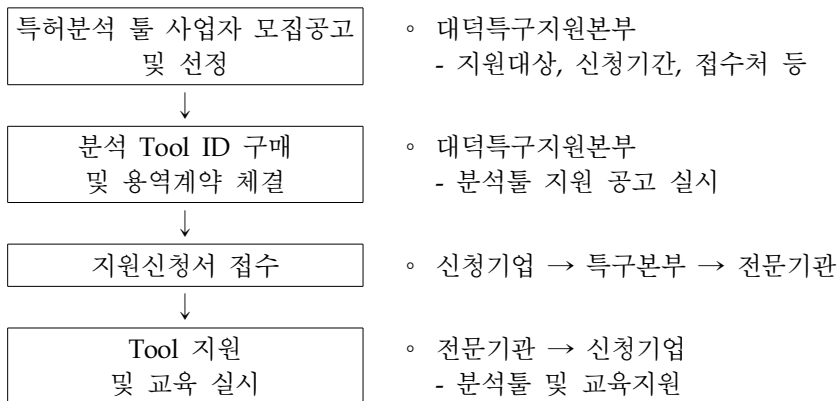 특허분석 툴 사업자 모집공고
및 선정
◦ 대덕특구지원본부
- 지원대상, 신청기간, 접수처 등
↓
분석 Tool ID 구매
및 용역계약 체결
◦ 대덕특구지원본부
- 분석툴 지원 공고 실시
↓
지원신청서 접수
◦ 신청기업 → 특구본부 → 전문기관
↓
Tool 지원
및 교육 실시
◦ 전문기관 → 신청기업
- 분석툴 및 교육지원